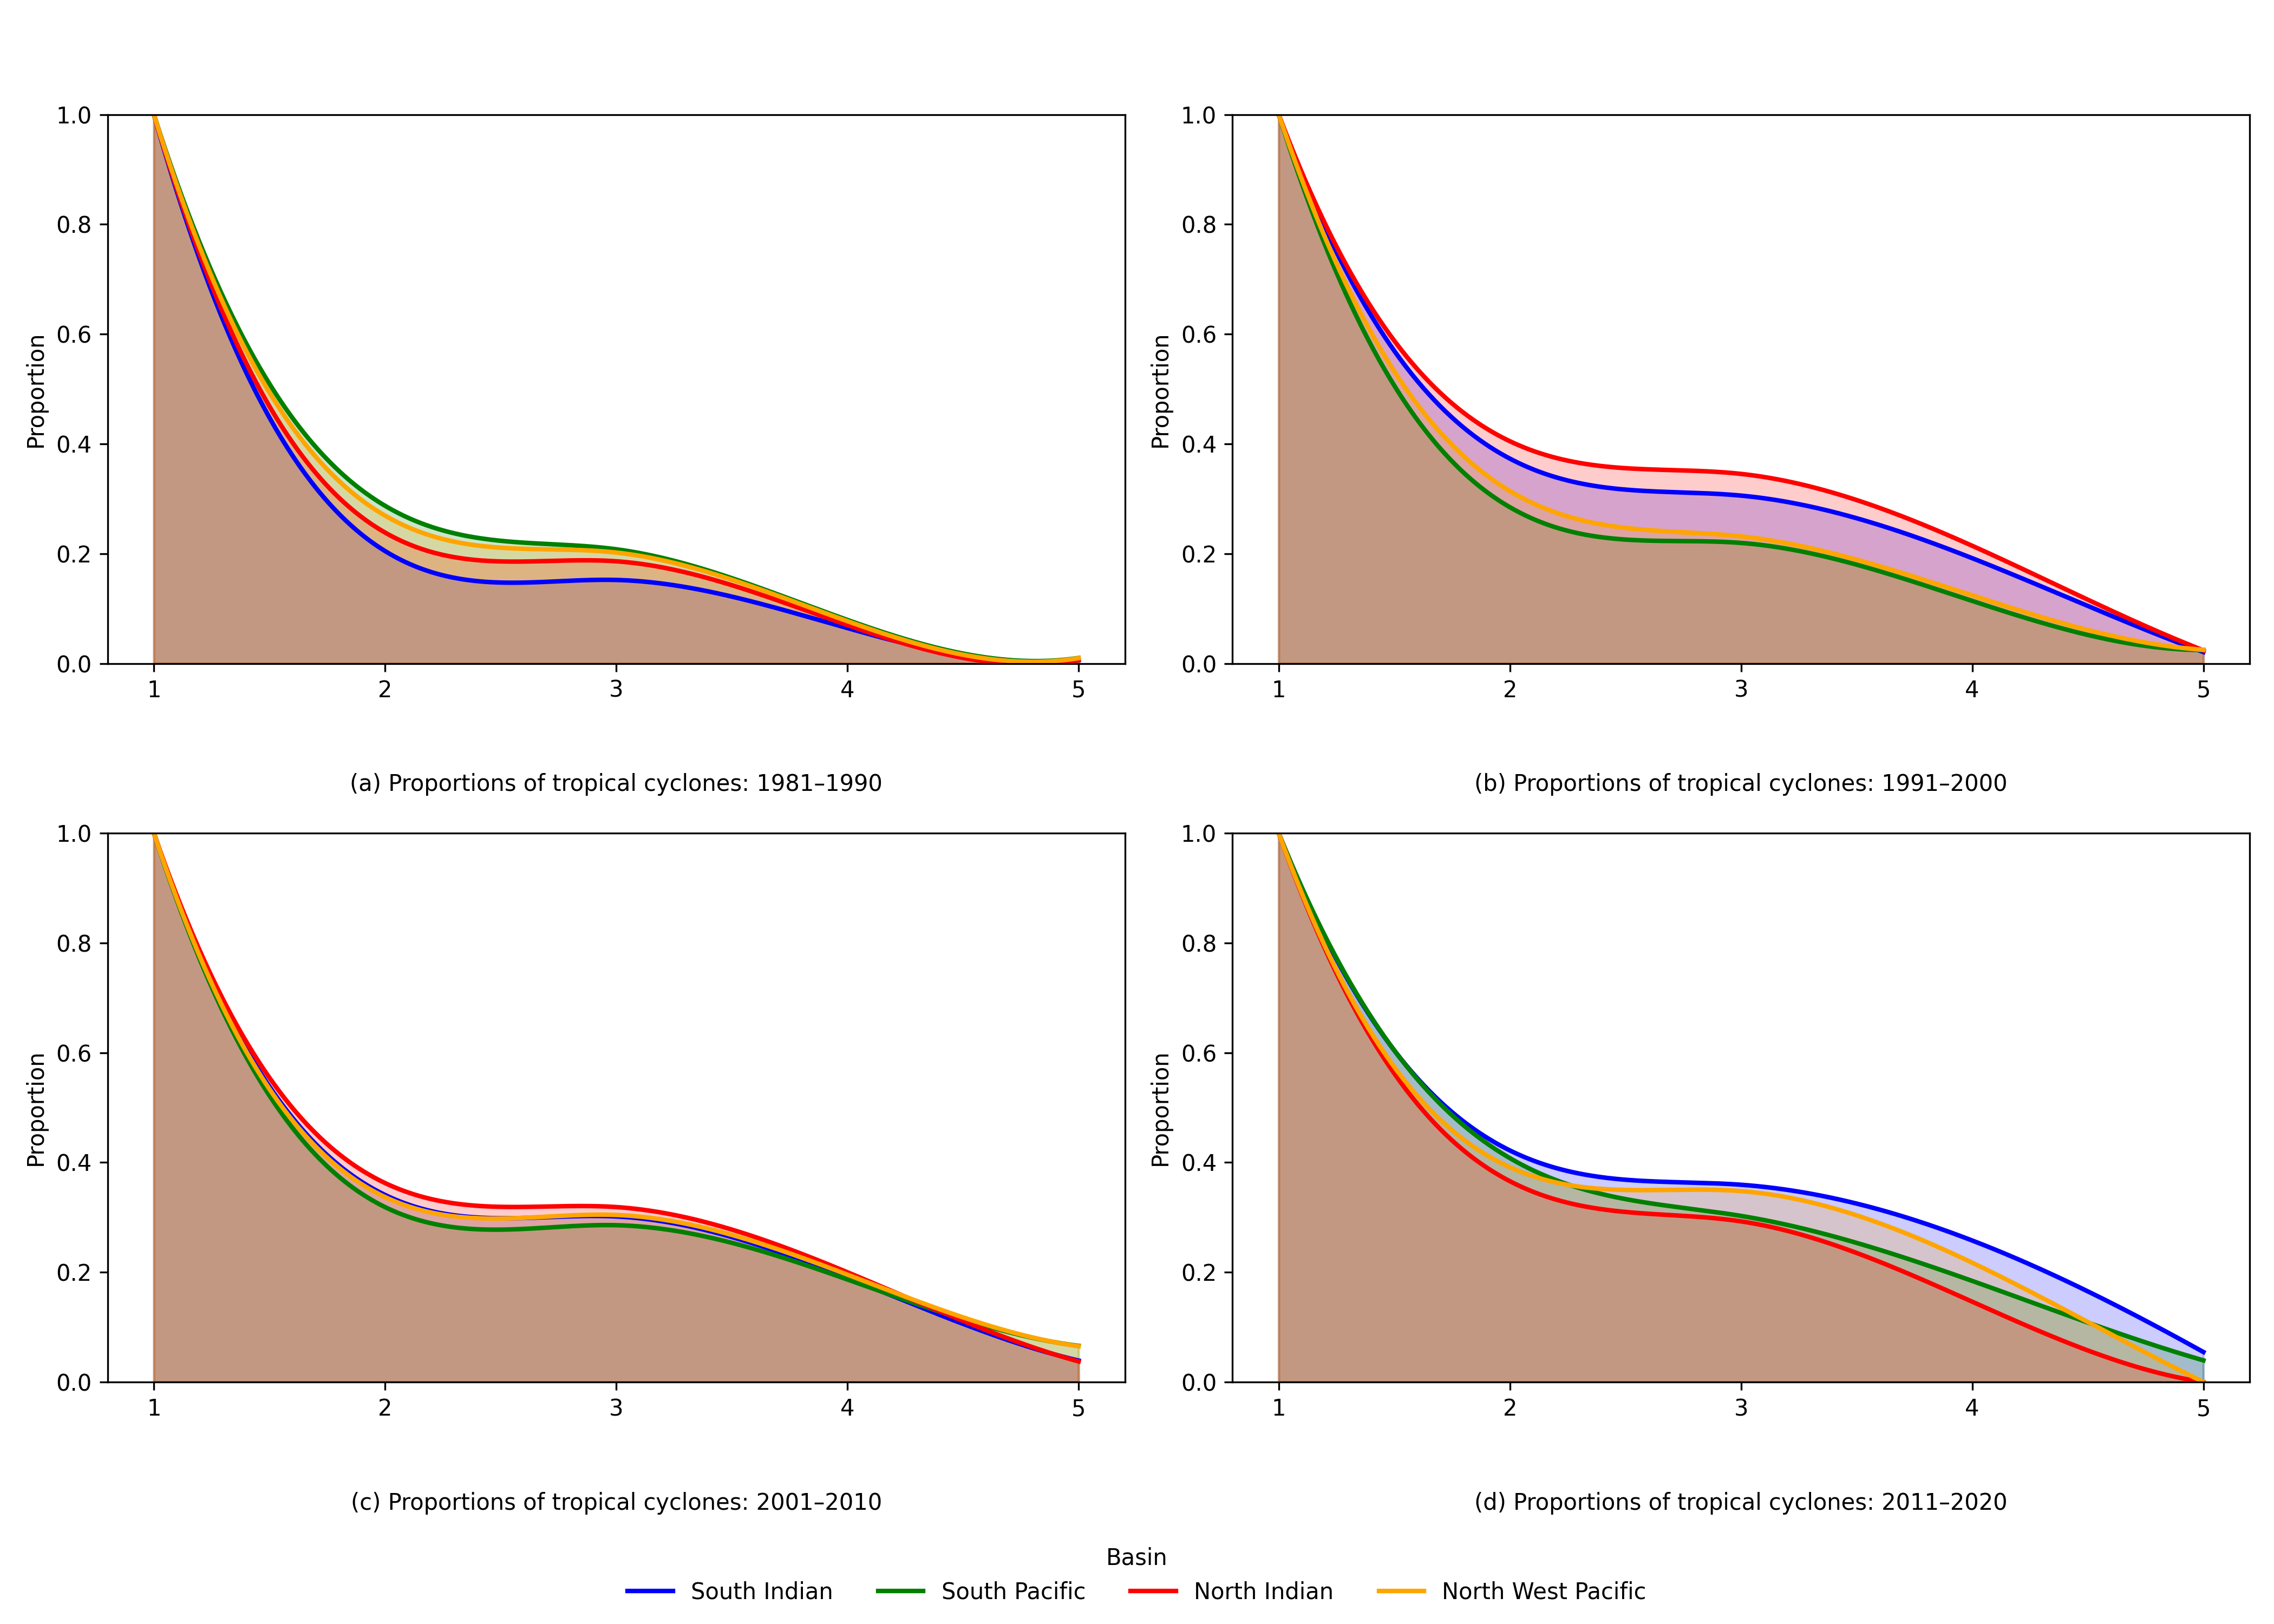 1.0
0.8
0.6
0.4
0.2
0.0
Proportion
1 2 3 4 5
(a) Proportions of tropical cyclones: 1981–1990
1.0
0.8
0.6
0.4
0.2
0.0
Proportion
1 2 3 4 5
(b) Proportions of tropical cyclones: 1991–2000
1.0
0.8
0.6
0.4
0.2
0.0
Proportion
1 2 3 4 5
(c) Proportions of tropical cyclones: 2001–2010
1.0
0.8
0.6
0.4
0.2
0.0
Proportion
1 2 3 4 5
(d) Proportions of tropical cyclones: 2011–2020
Basin
South Indian South Pacific North Indian North West Pacific